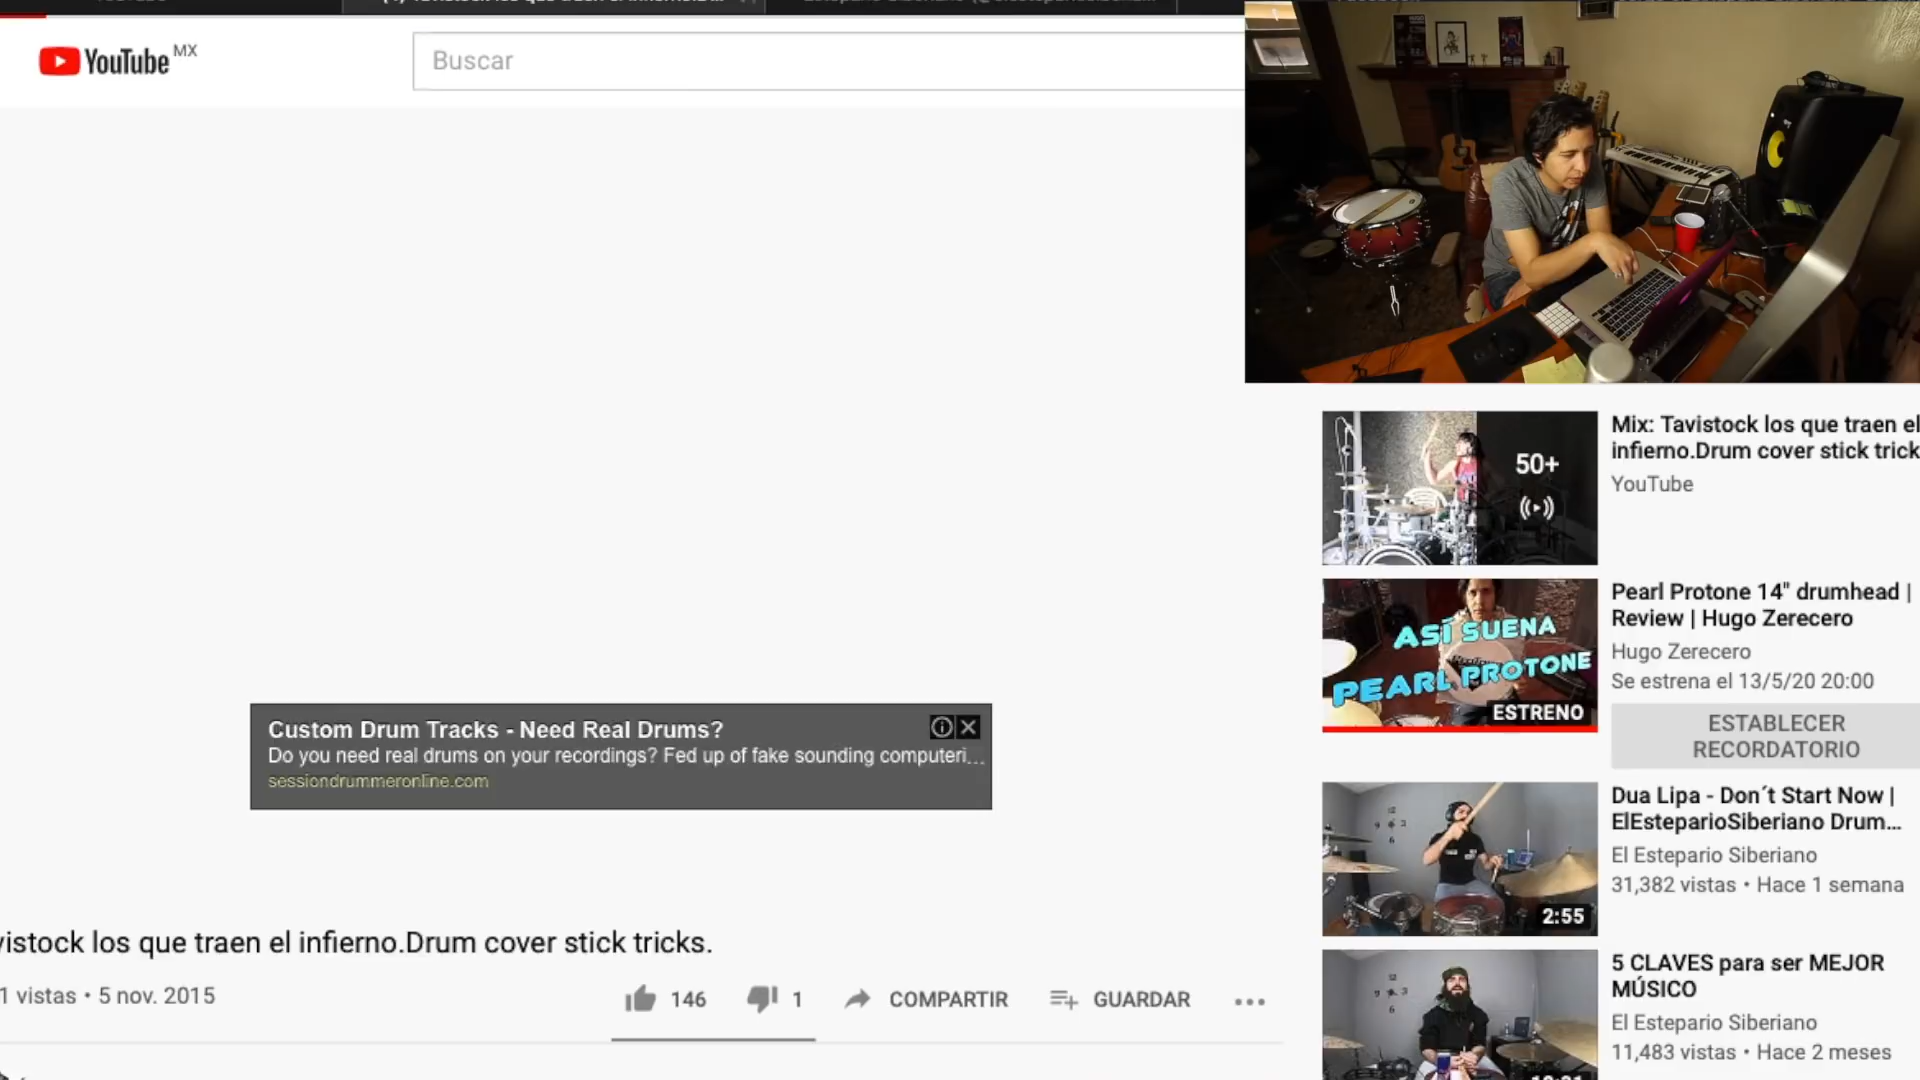 YouTube MX
Buscar
Mix: Tavistock los que traen el
infierno.Drum cover stick trick
YouTube
50+
Pearl Protone 14" drumhead |
Review | Hugo Zerecero
Hugo Zerecero
Se estrena el 13/5/20 20:00
ESTABLECER
RECORDATORIO
ASÍ SUENA
PEARL PROTONE
ESTRENO
Custom Drum Tracks - Need Real Drums?
Do you need real drums on your recordings? Fed up of fake sounding computeri...
sessiondrummeronline.com
Dua Lipa - Don´t Start Now |
ElEsteparioSiberiano Drum...
El Estepario Siberiano
31,382 vistas • Hace 1 semana
2:55
vistock los que traen el infierno.Drum cover stick tricks.
1 vistas • 5 nov. 2015
146
1
COMPARTIR
GUARDAR
5 CLAVES para ser MEJOR
MÚSICO
El Estepario Siberiano
11,483 vistas • Hace 2 meses